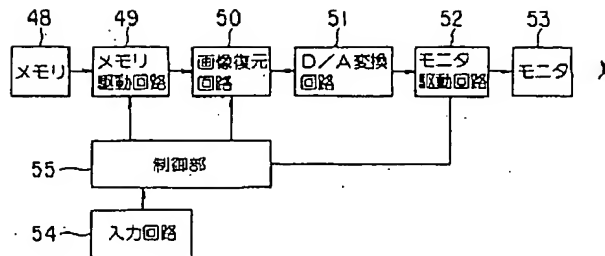 48
49
50
51
52
53
メモリ
メモリ
駆動回路
画像復元
回路
D/A変換
回路
モニタ
駆動回路
モニタ
55
制御部
54
入力回路